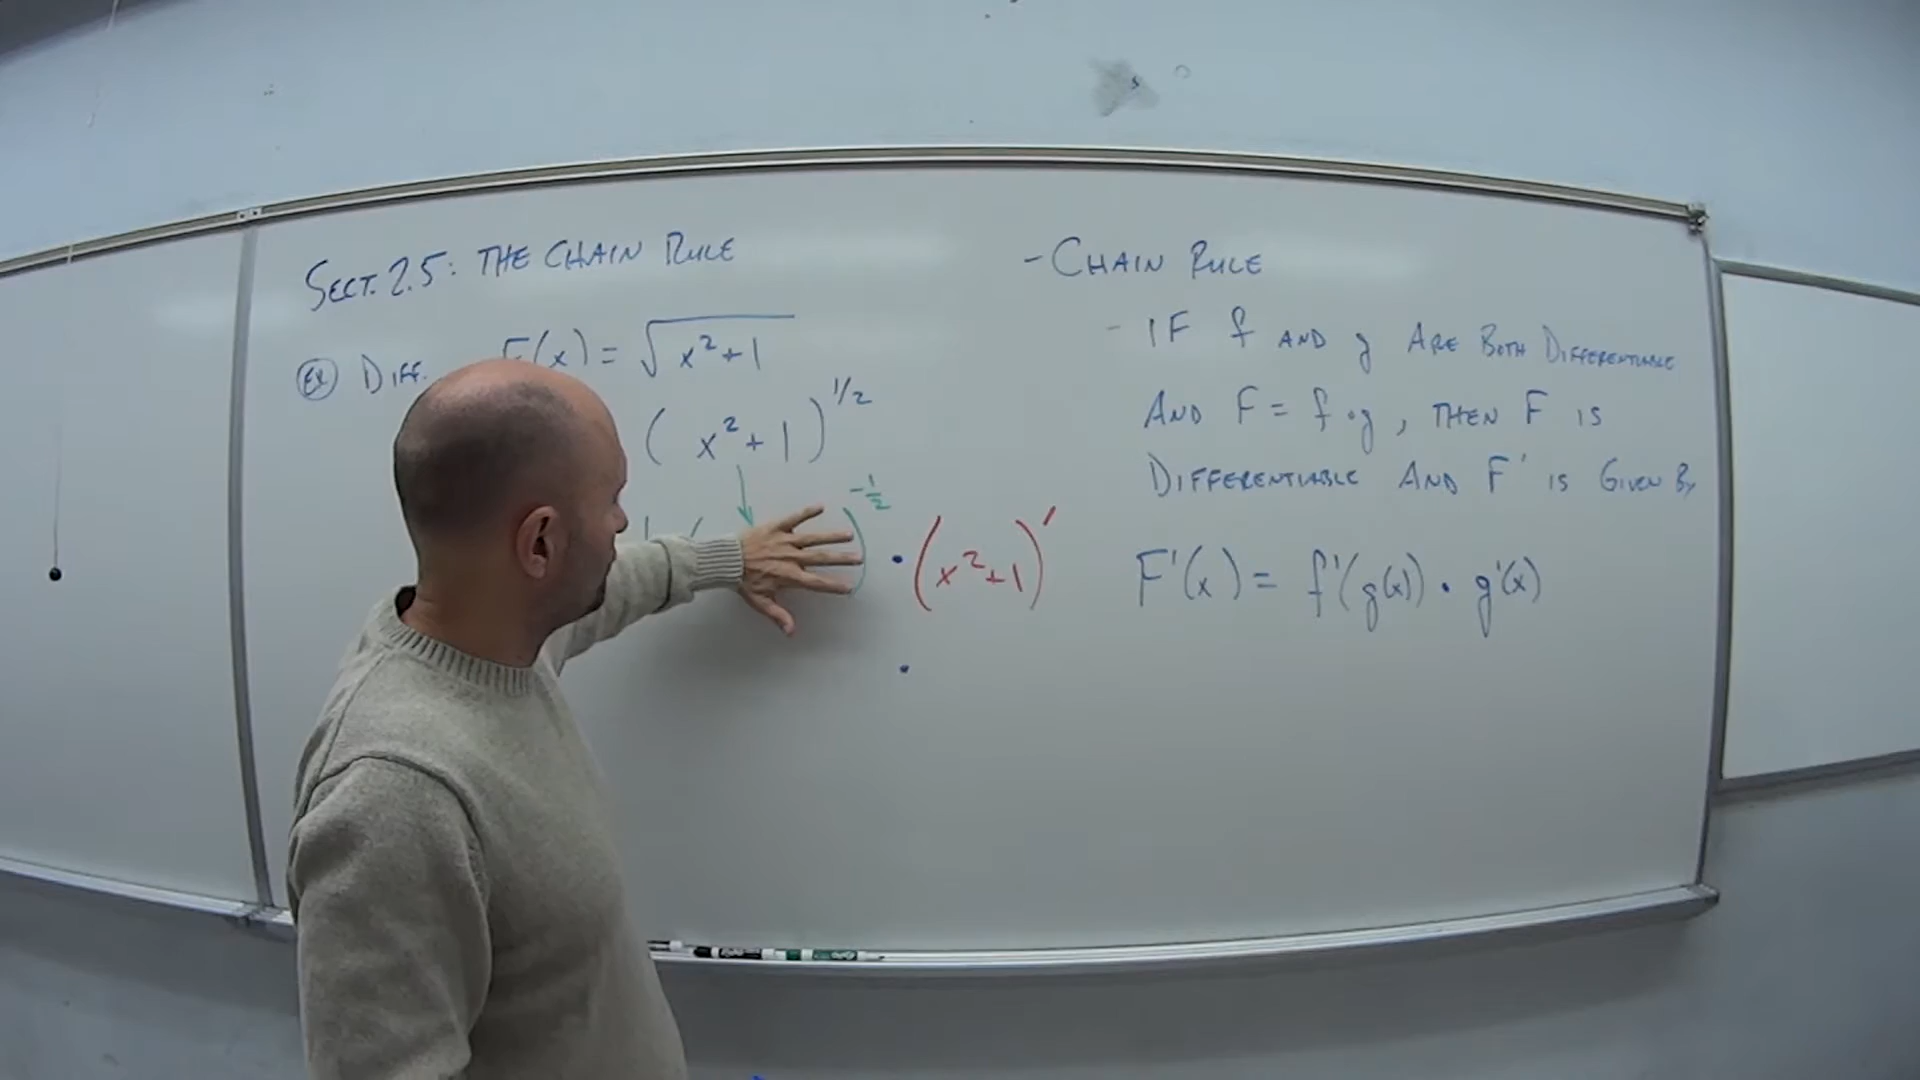 SECT. 2.5: THE CHAIN RULE
Ex DIFF. F(x) = √x²+1
(x²+1)^1/2
( )^-1/2 • (x²+1)'
•
- CHAIN RULE
- IF f AND g ARE BOTH DIFFERENTIABLE
AND F = f∘g, THEN F IS
DIFFERENTIABLE AND F' IS GIVEN BY
F'(x) = f'(g(x)) • g'(x)